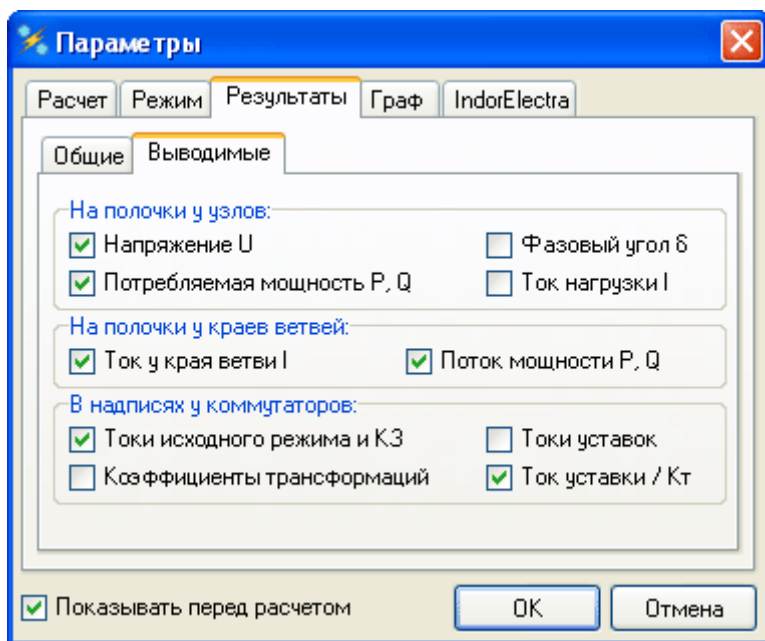 Параметры
Расчет Режим Результаты Граф IndorElectra
Общие Выводимые
На полочки у узлов:
Напряжение U Фазовый угол δ
Потребляемая мощность P, Q Ток нагрузки I
На полочки у краев ветвей:
Ток у края ветви I Поток мощности P, Q
В надписях у коммутаторов:
Токи исходного режима и КЗ Токи уставок
Коэффициенты трансформаций Ток уставки / Кт
Показывать перед расчетом OK Отмена